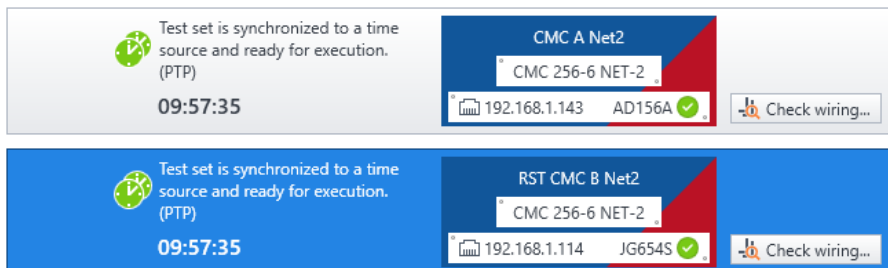 Test set is synchronized to a time
source and ready for execution.
(PTP)
09:57:35
CMC A Net2
CMC 256-6 NET-2
192.168.1.143 AD156A
Check wiring...
Test set is synchronized to a time
source and ready for execution.
(PTP)
09:57:35
RST CMC B Net2
CMC 256-6 NET-2
192.168.1.114 JG654S
Check wiring...